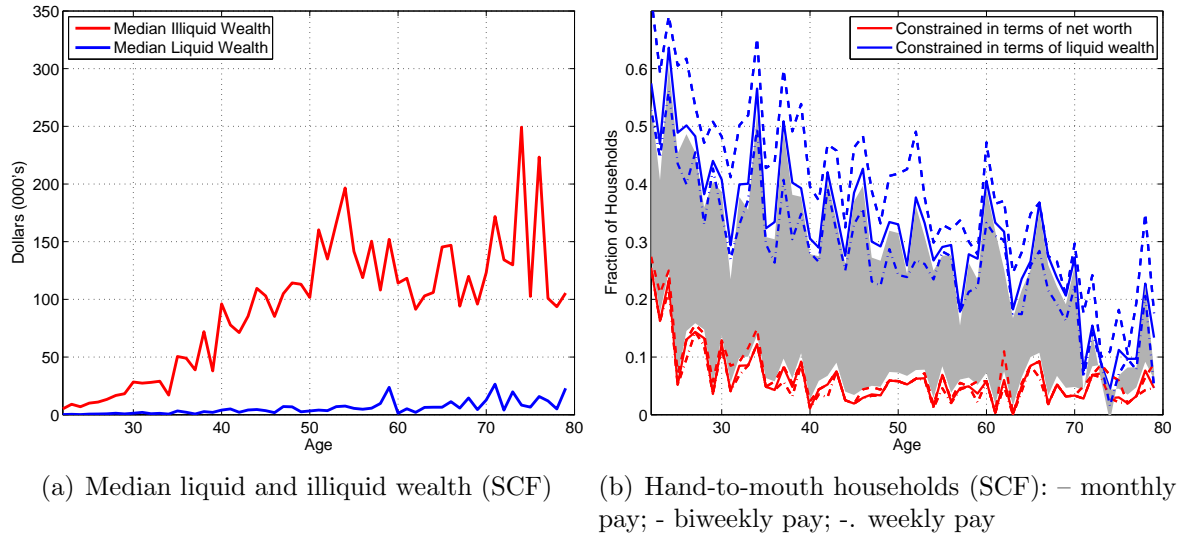 350
300
250
200
150
100
50
0
Dollars (000's)
Median Illiquid Wealth
Median Liquid Wealth
30 40 50 60 70 80
Age
(a) Median liquid and illiquid wealth (SCF)
0.6
0.5
0.4
0.3
0.2
0.1
0
Fraction of Households
Constrained in terms of net worth
Constrained in terms of liquid wealth
30 40 50 60 70 80
Age
(b) Hand-to-mouth households (SCF): – monthly
pay; - biweekly pay; -. weekly pay